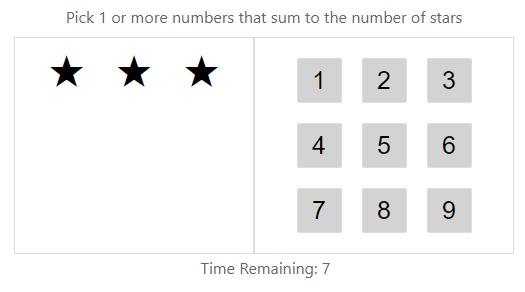 Pick 1 or more numbers that sum to the number of stars
1 2 3
4 5 6
7 8 9
Time Remaining: 7